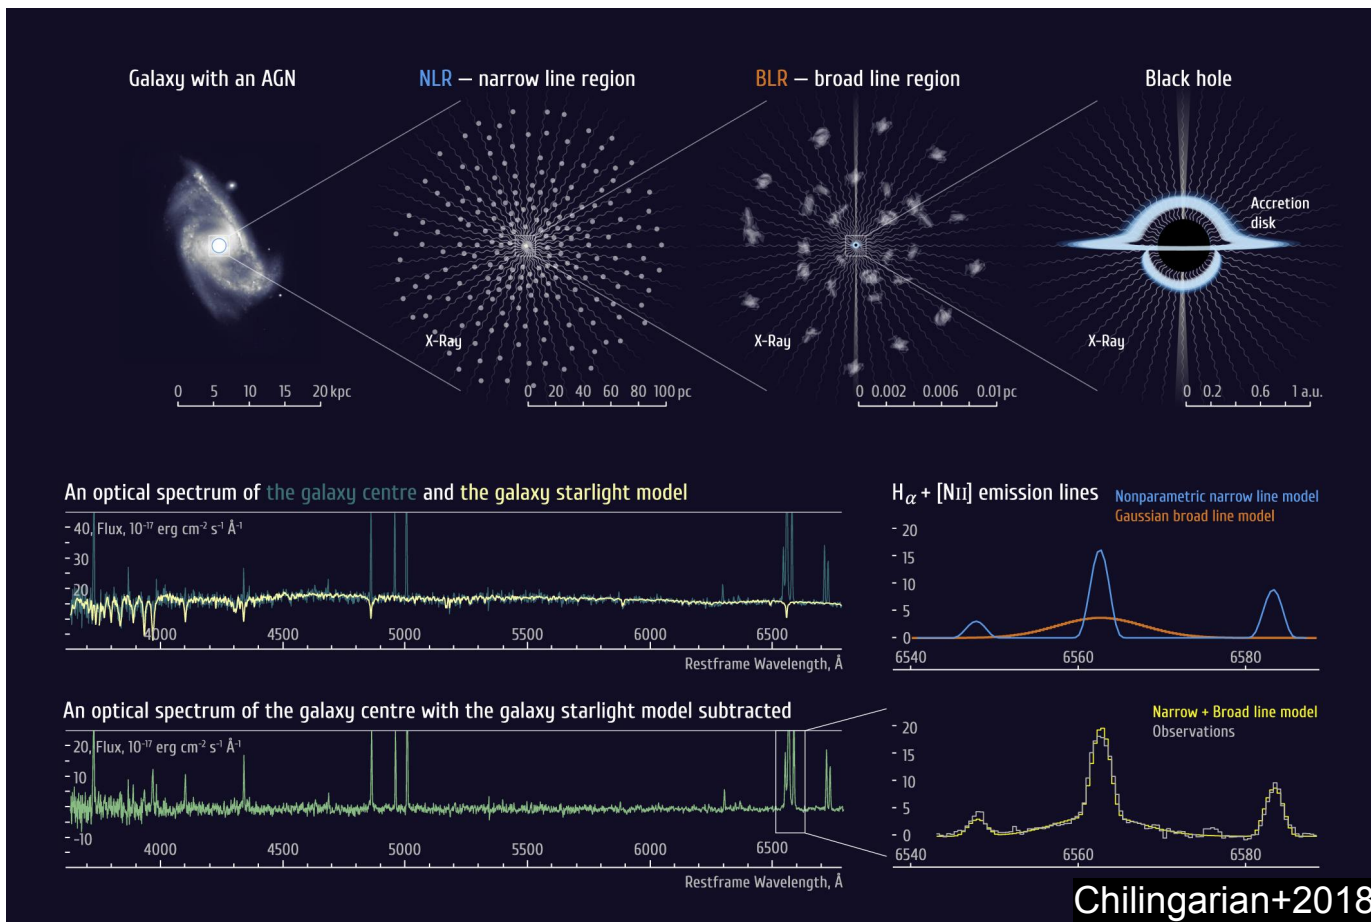 Galaxy with an AGN
NLR — narrow line region
BLR — broad line region
Black hole
Accretion
disk
X-Ray
X-Ray
X-Ray
0 5 10 15 20 kpc
0 20 40 60 80 100 pc
0 0.002 0.006 0.01 pc
0 0.2 0.6 1 a.u.
An optical spectrum of the galaxy centre and the galaxy starlight model
- 40, Flux, 10⁻¹⁷ erg cm⁻² s⁻¹ Å⁻¹
30
20
4000 4500 5000 5500 6000 6500
Restframe Wavelength, Å
Hα + [NII] emission lines
Nonparametric narrow line model
Gaussian broad line model
- 20
- 15
- 10
- 5
- 0
6540 6560 6580
An optical spectrum of the galaxy centre with the galaxy starlight model subtracted
- 20, Flux, 10⁻¹⁷ erg cm⁻² s⁻¹ Å⁻¹
- 10
- -10
4000 4500 5000 5500 6000 6500
Restframe Wavelength, Å
Narrow + Broad line model
Observations
- 20
- 15
- 10
- 5
- 0
6540 6560 6580
Chilingarian+2018